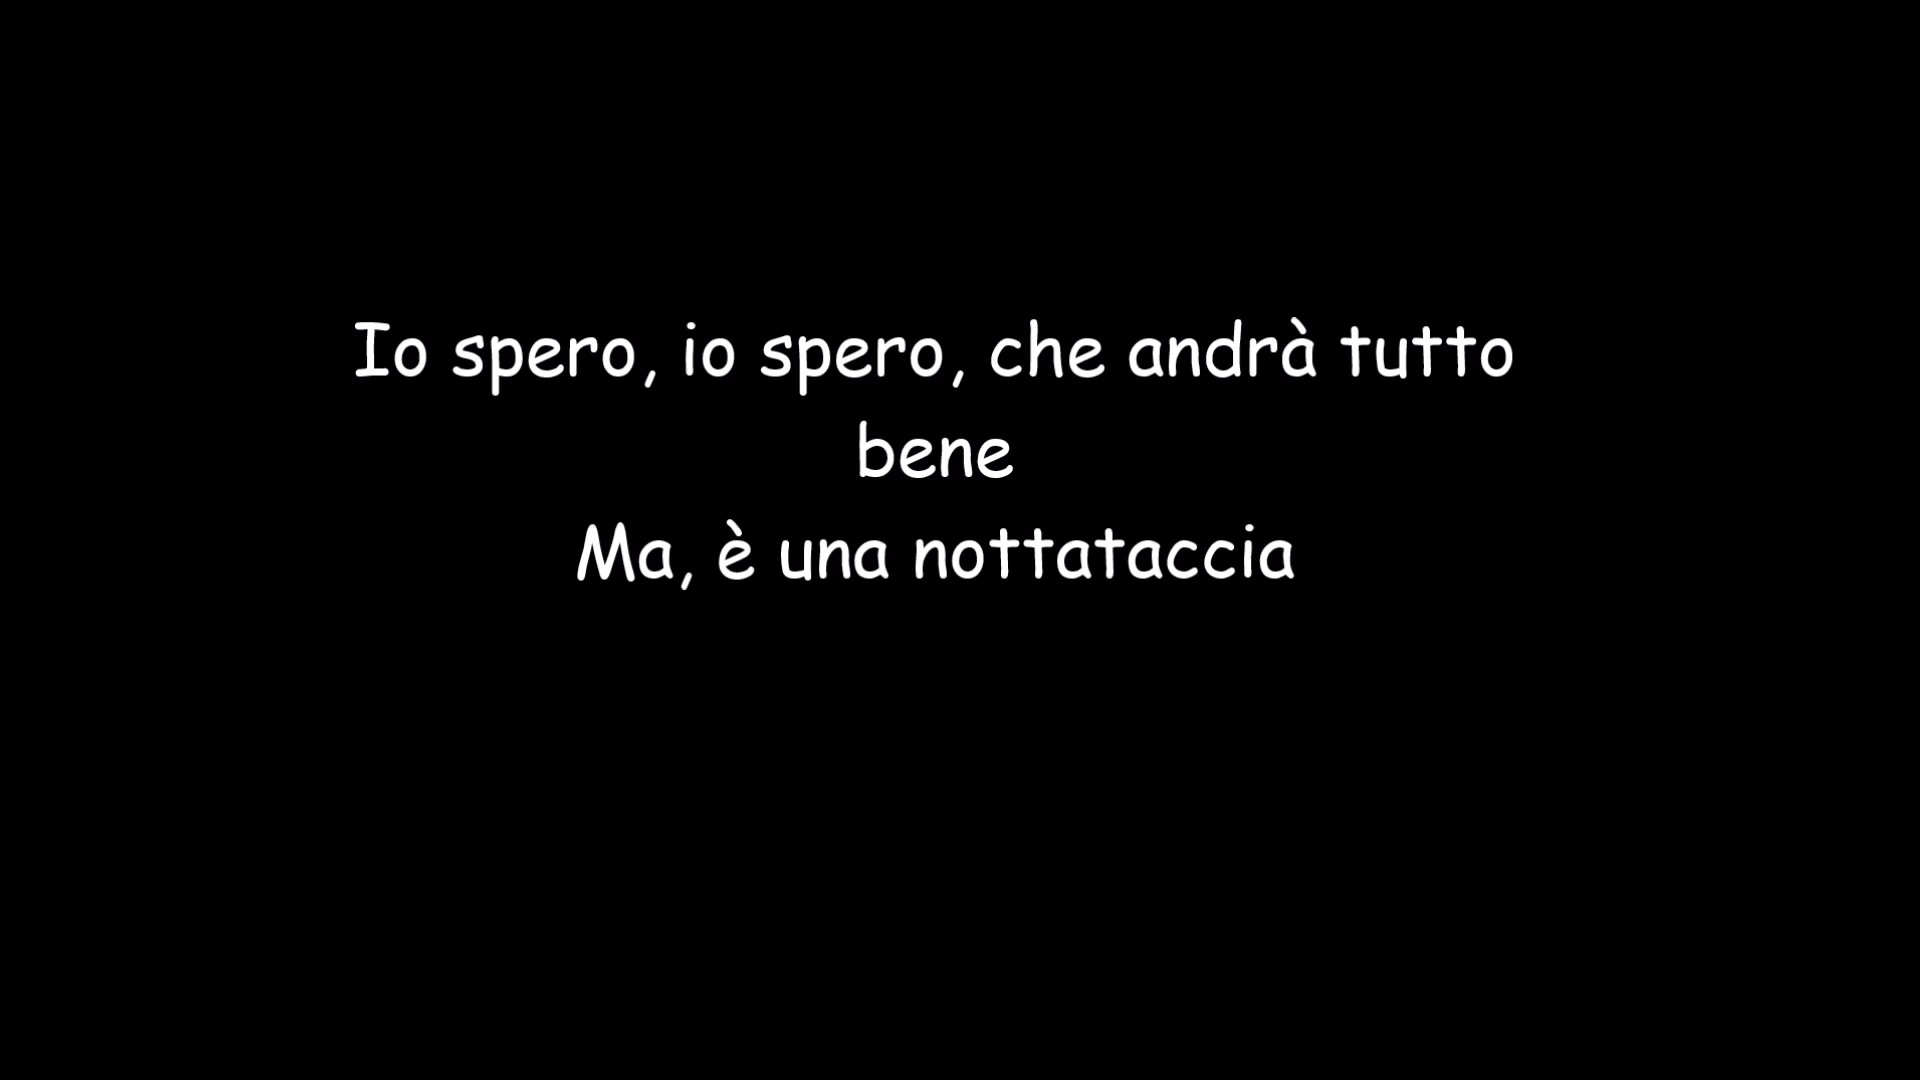 Io spero, io spero, che andrà tutto
bene
Ma, è una nottataccia